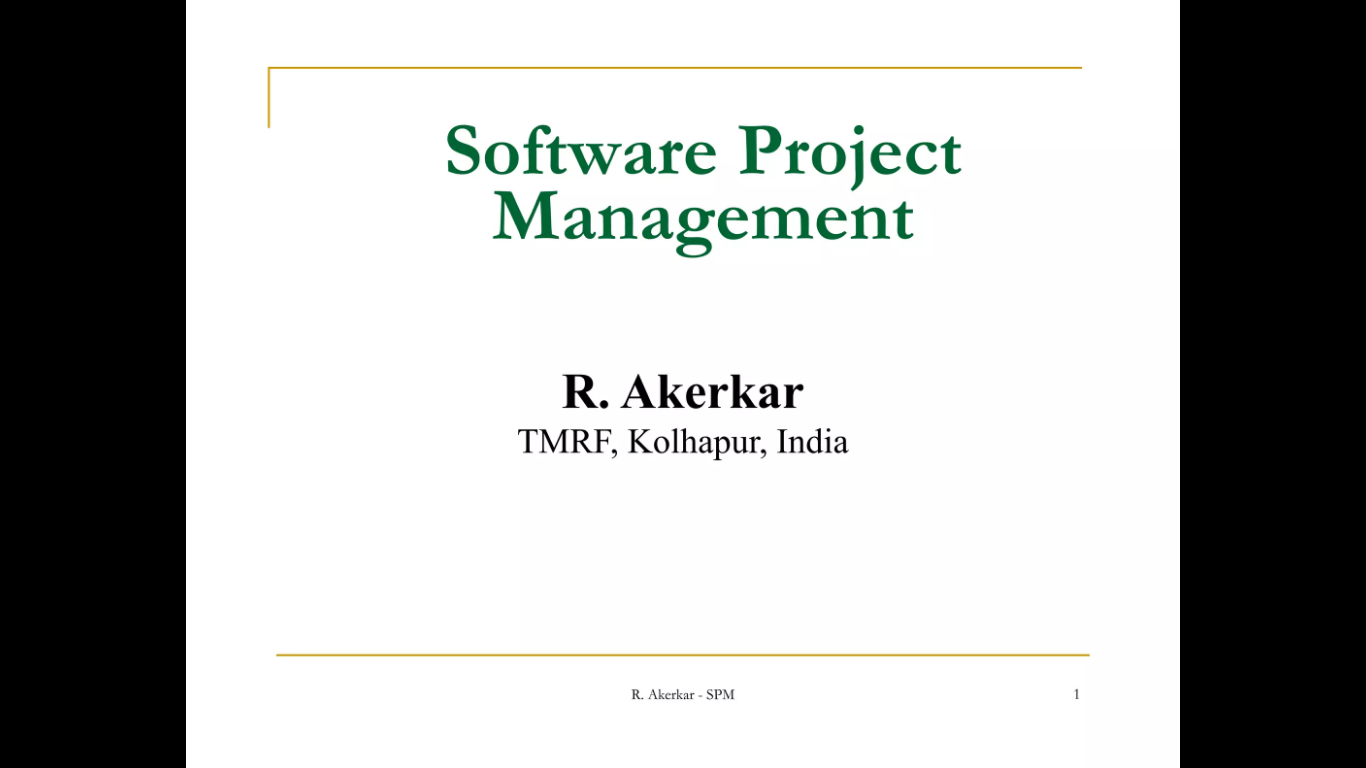 Software Project
Management
R. Akerkar
TMRF, Kolhapur, India
R. Akerkar - SPM
1